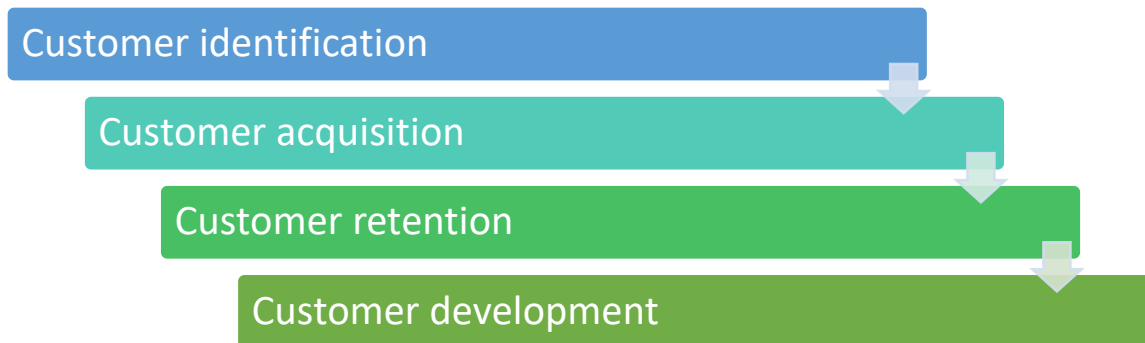 Customer identification
Customer acquisition
Customer retention
Customer development